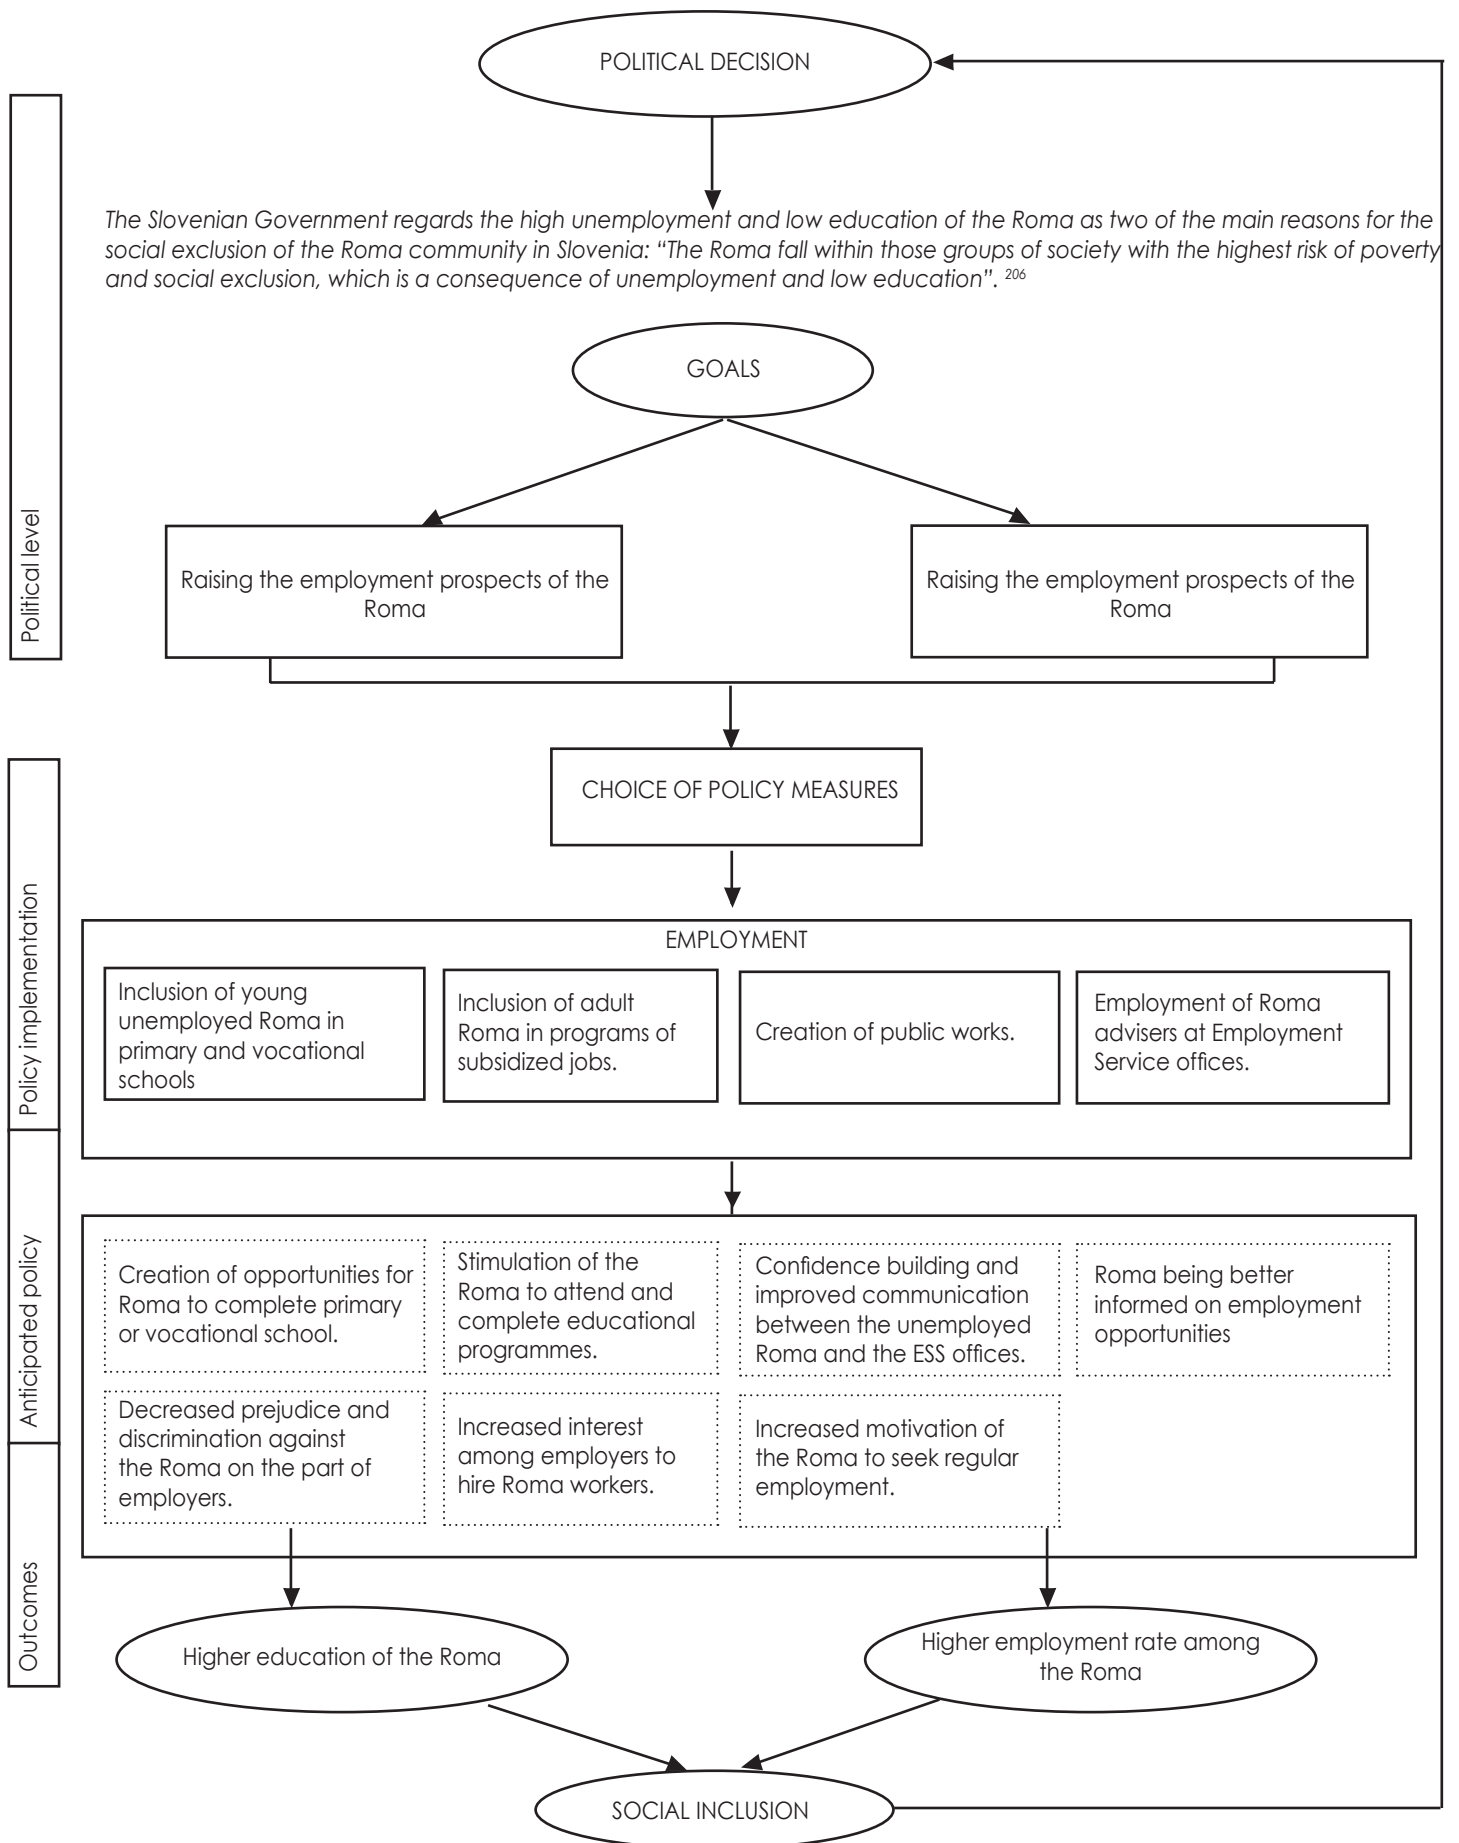 POLITICAL DECISION
Political level
The Slovenian Government regards the high unemployment and low education of the Roma as two of the main reasons for the
social exclusion of the Roma community in Slovenia: “The Roma fall within those groups of society with the highest risk of poverty
and social exclusion, which is a consequence of unemployment and low education”. 206
GOALS
Raising the employment prospects of the
Roma
Raising the employment prospects of the
Roma
CHOICE OF POLICY MEASURES
Policy implementation
EMPLOYMENT
Inclusion of young
unemployed Roma in
primary and vocational
schools
Inclusion of adult
Roma in programs of
subsidized jobs.
Creation of public works.
Employment of Roma
advisers at Employment
Service offices.
Anticipated policy
Creation of opportunities for
Roma to complete primary
or vocational school.
Stimulation of the
Roma to attend and
complete educational
programmes.
Confidence building and
improved communication
between the unemployed
Roma and the ESS offices.
Roma being better
informed on employment
opportunities
Decreased prejudice and
discrimination against
the Roma on the part of
employers.
Increased interest
among employers to
hire Roma workers.
Increased motivation of
the Roma to seek regular
employment.
Outcomes
Higher education of the Roma
Higher employment rate among
the Roma
SOCIAL INCLUSION